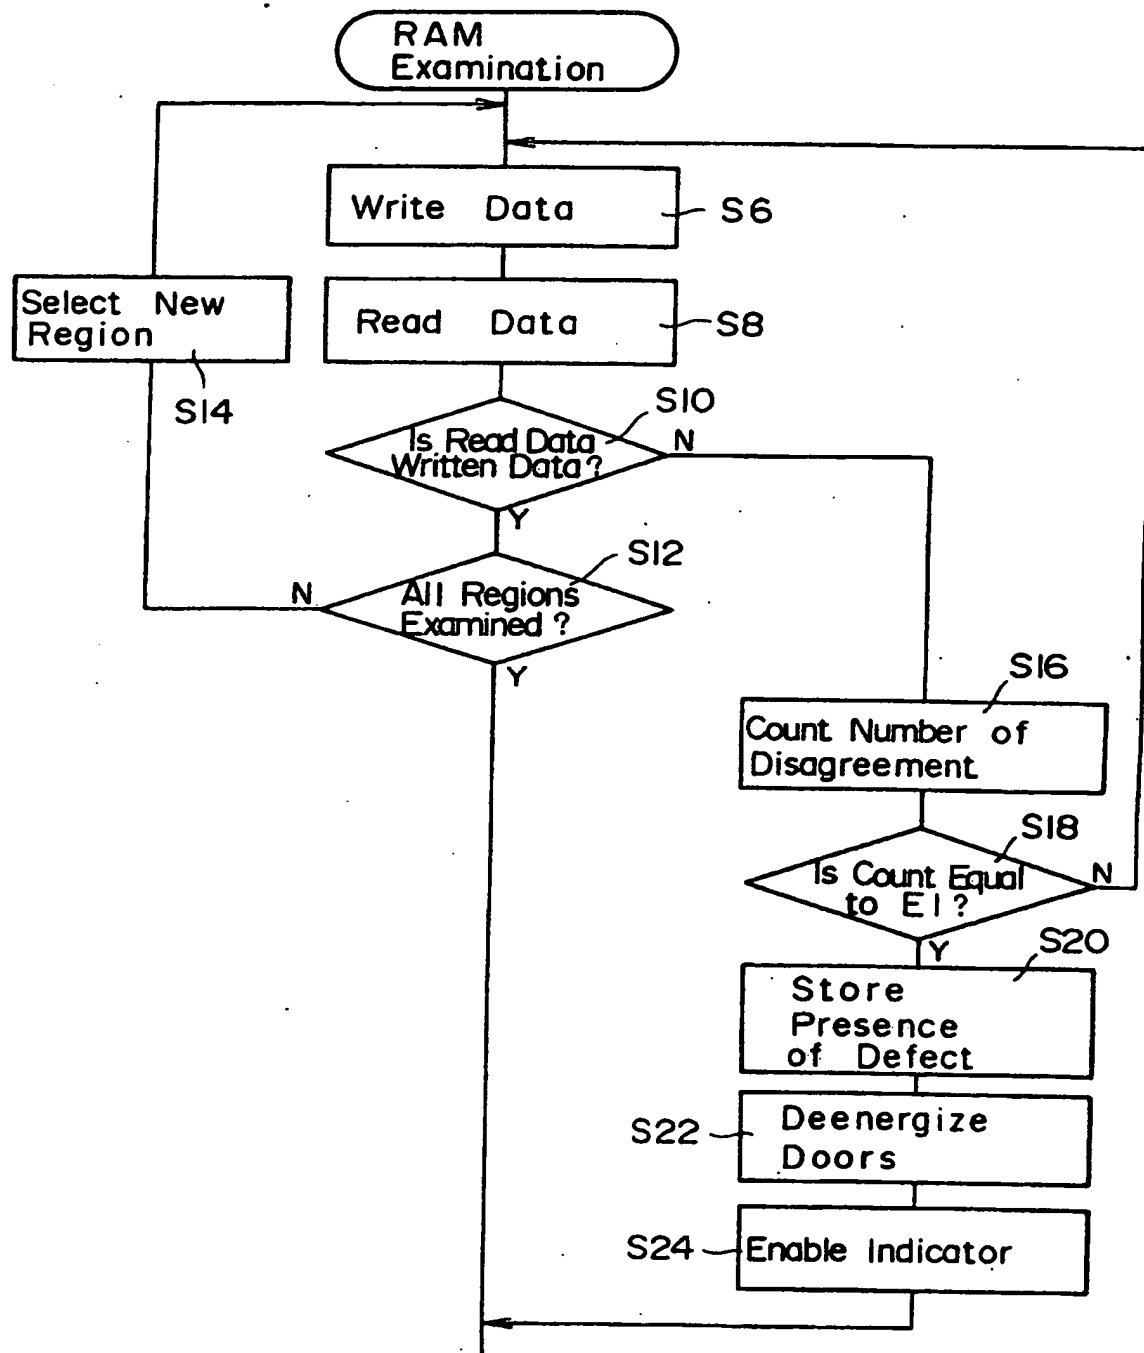 RAM
Examination
Write Data
S6
Select New
Region
S14
Read Data
S8
S10
Is Read Data
Written Data?
N
Y
S12
All Regions
Examined?
N
Y
S16
Count Number of
Disagreement
S18
Is Count Equal
to E1?
N
Y
S20
Store
Presence
of Defect
S22
Deenergize
Doors
S24
Enable Indicator